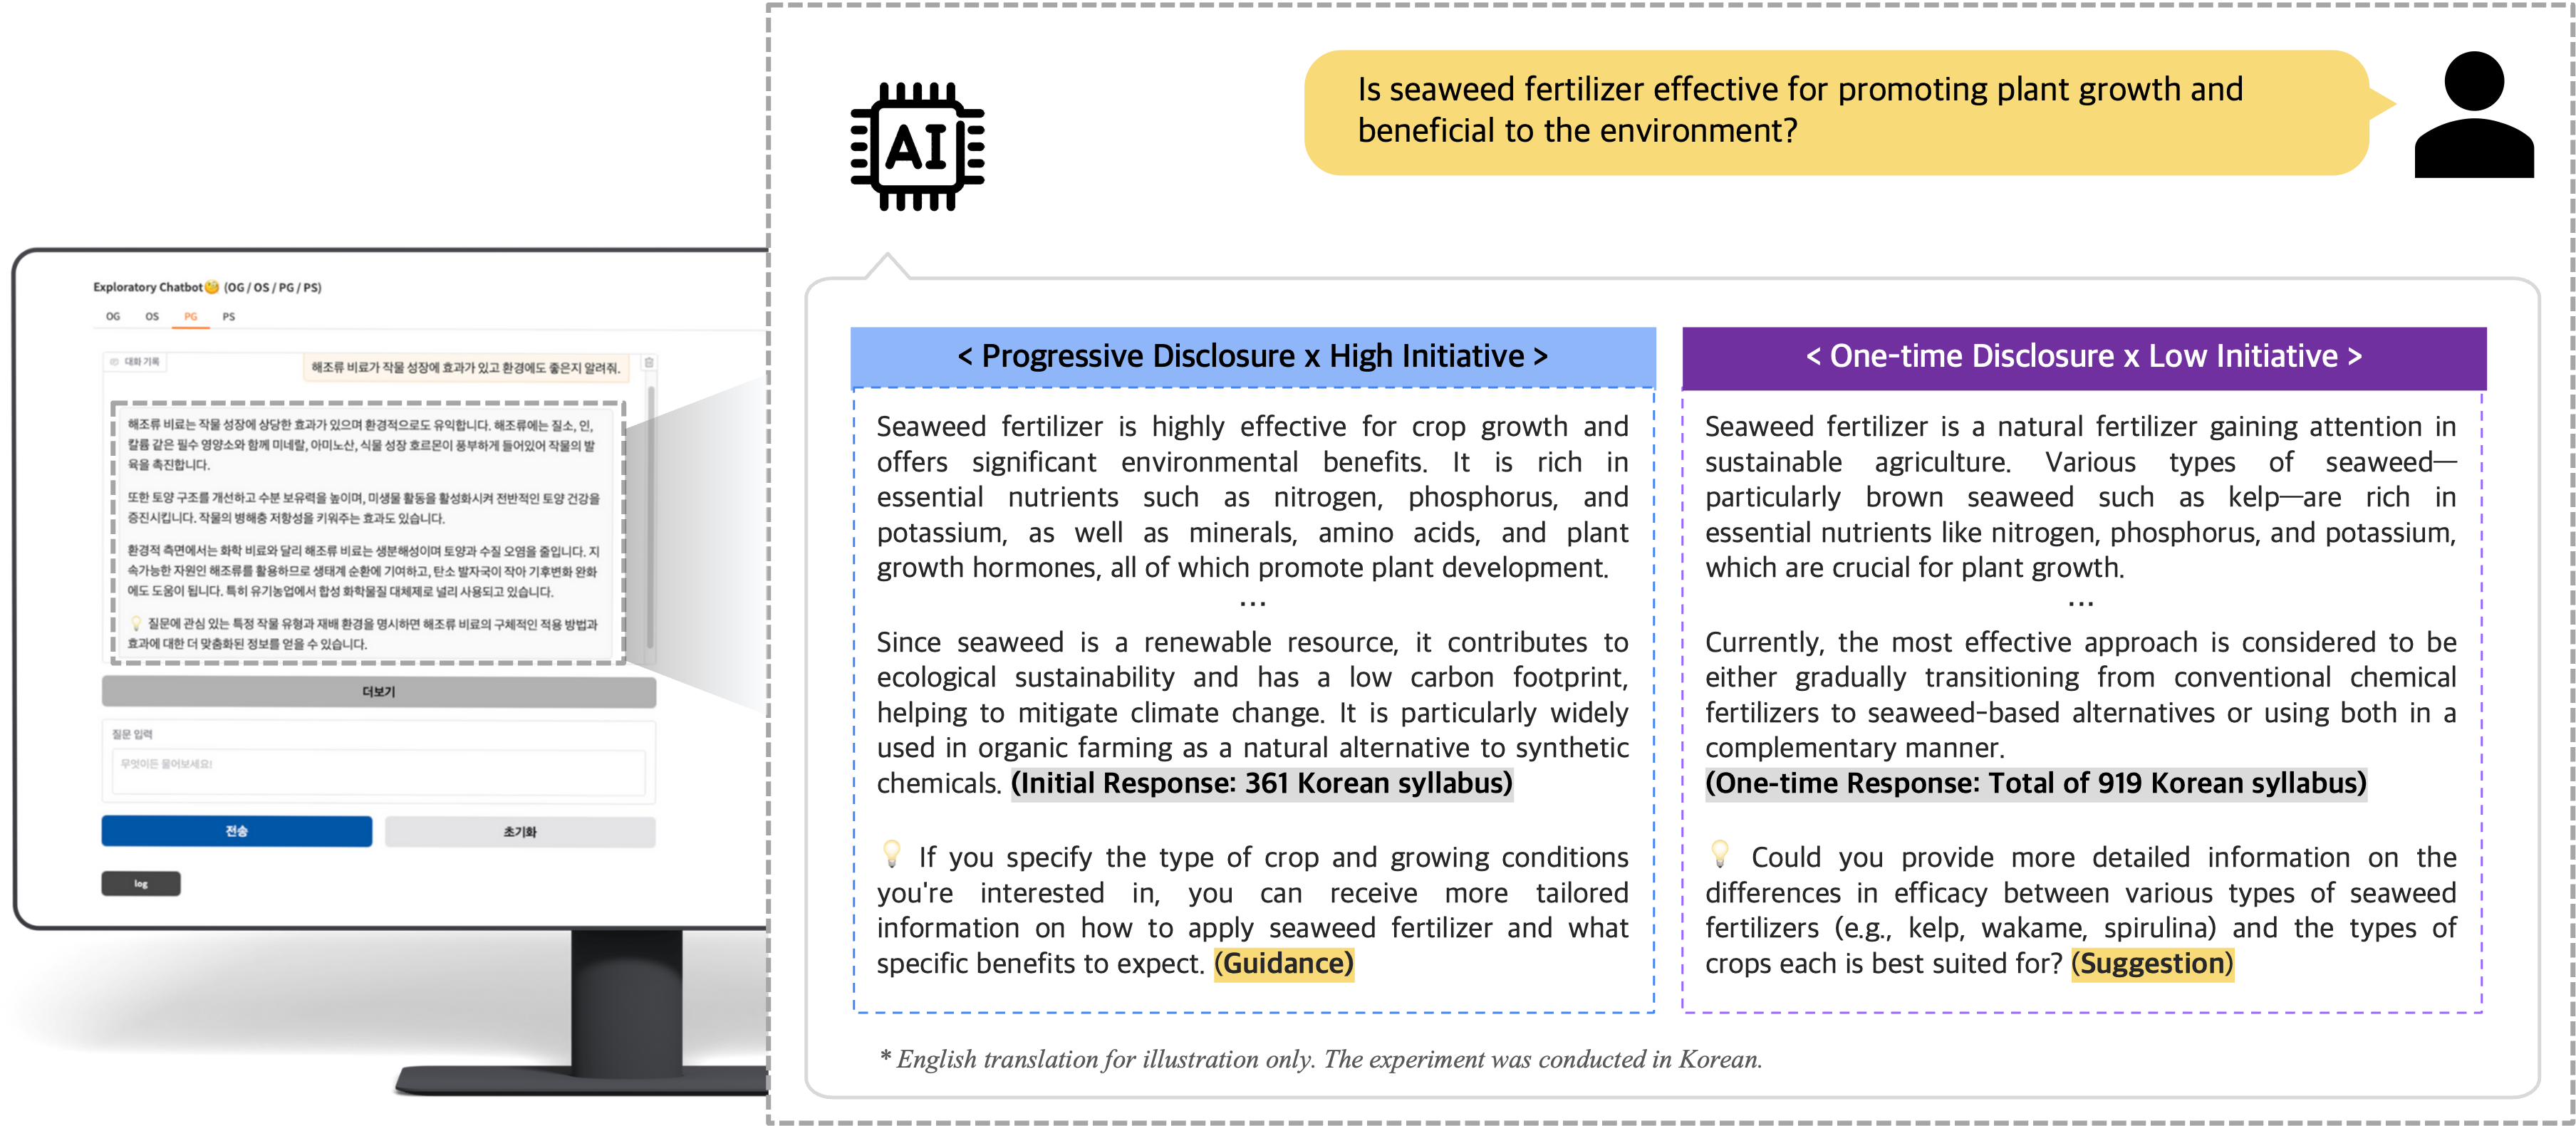 Exploratory Chatbot🧐 (OG / OS / PG / PS)
OG OS PG PS
대화 기록
해조류 비료가 작물 성장에 효과가 있고 환경에도 좋은지 알려줘.
해조류 비료는 작물 성장에 상당한 효과가 있으며 환경적으로도 유익합니다. 해조류에는 질소, 인,
칼륨 같은 필수 영양소와 함께 미네랄, 아미노산, 식물 성장 호르몬이 풍부하게 들어있어 작물의 발
육을 촉진합니다.
또한 토양 구조를 개선하고 수분 보유력을 높이며, 미생물 활동을 활성화시켜 전반적인 토양 건강을
증진시킵니다. 작물의 병해충 저항성을 키워주는 효과도 있습니다.
환경적 측면에서는 화학 비료와 달리 해조류 비료는 생분해성이며 토양과 수질 오염을 줄입니다. 지
속가능한 자원인 해조류를 활용하므로 생태계 순환에 기여하고, 탄소 발자국이 작아 기후변화 완화
에도 도움이 됩니다. 특히 유기농업에서 합성 화학물질 대체제로 널리 사용되고 있습니다.
💡 질문에 관심 있는 특정 작물 유형과 재배 환경을 명시하면 해조류 비료의 구체적인 적용 방법과
효과에 대한 더 맞춤화된 정보를 얻을 수 있습니다.
더보기
질문 입력
무엇이든 물어보세요!
전송
초기화
log
AI
Is seaweed fertilizer effective for promoting plant growth and
beneficial to the environment?
< Progressive Disclosure x High Initiative >
Seaweed fertilizer is highly effective for crop growth and
offers significant environmental benefits. It is rich in
essential nutrients such as nitrogen, phosphorus, and
potassium, as well as minerals, amino acids, and plant
growth hormones, all of which promote plant development.
...
Since seaweed is a renewable resource, it contributes to
ecological sustainability and has a low carbon footprint,
helping to mitigate climate change. It is particularly widely
used in organic farming as a natural alternative to synthetic
chemicals. (Initial Response: 361 Korean syllabus)
💡 If you specify the type of crop and growing conditions
you're interested in, you can receive more tailored
information on how to apply seaweed fertilizer and what
specific benefits to expect. (Guidance)
< One-time Disclosure x Low Initiative >
Seaweed fertilizer is a natural fertilizer gaining attention in
sustainable agriculture. Various types of seaweed—
particularly brown seaweed such as kelp—are rich in
essential nutrients like nitrogen, phosphorus, and potassium,
which are crucial for plant growth.
...
Currently, the most effective approach is considered to be
either gradually transitioning from conventional chemical
fertilizers to seaweed-based alternatives or using both in a
complementary manner.
(One-time Response: Total of 919 Korean syllabus)
💡 Could you provide more detailed information on the
differences in efficacy between various types of seaweed
fertilizers (e.g., kelp, wakame, spirulina) and the types of
crops each is best suited for? (Suggestion)
* English translation for illustration only. The experiment was conducted in Korean.